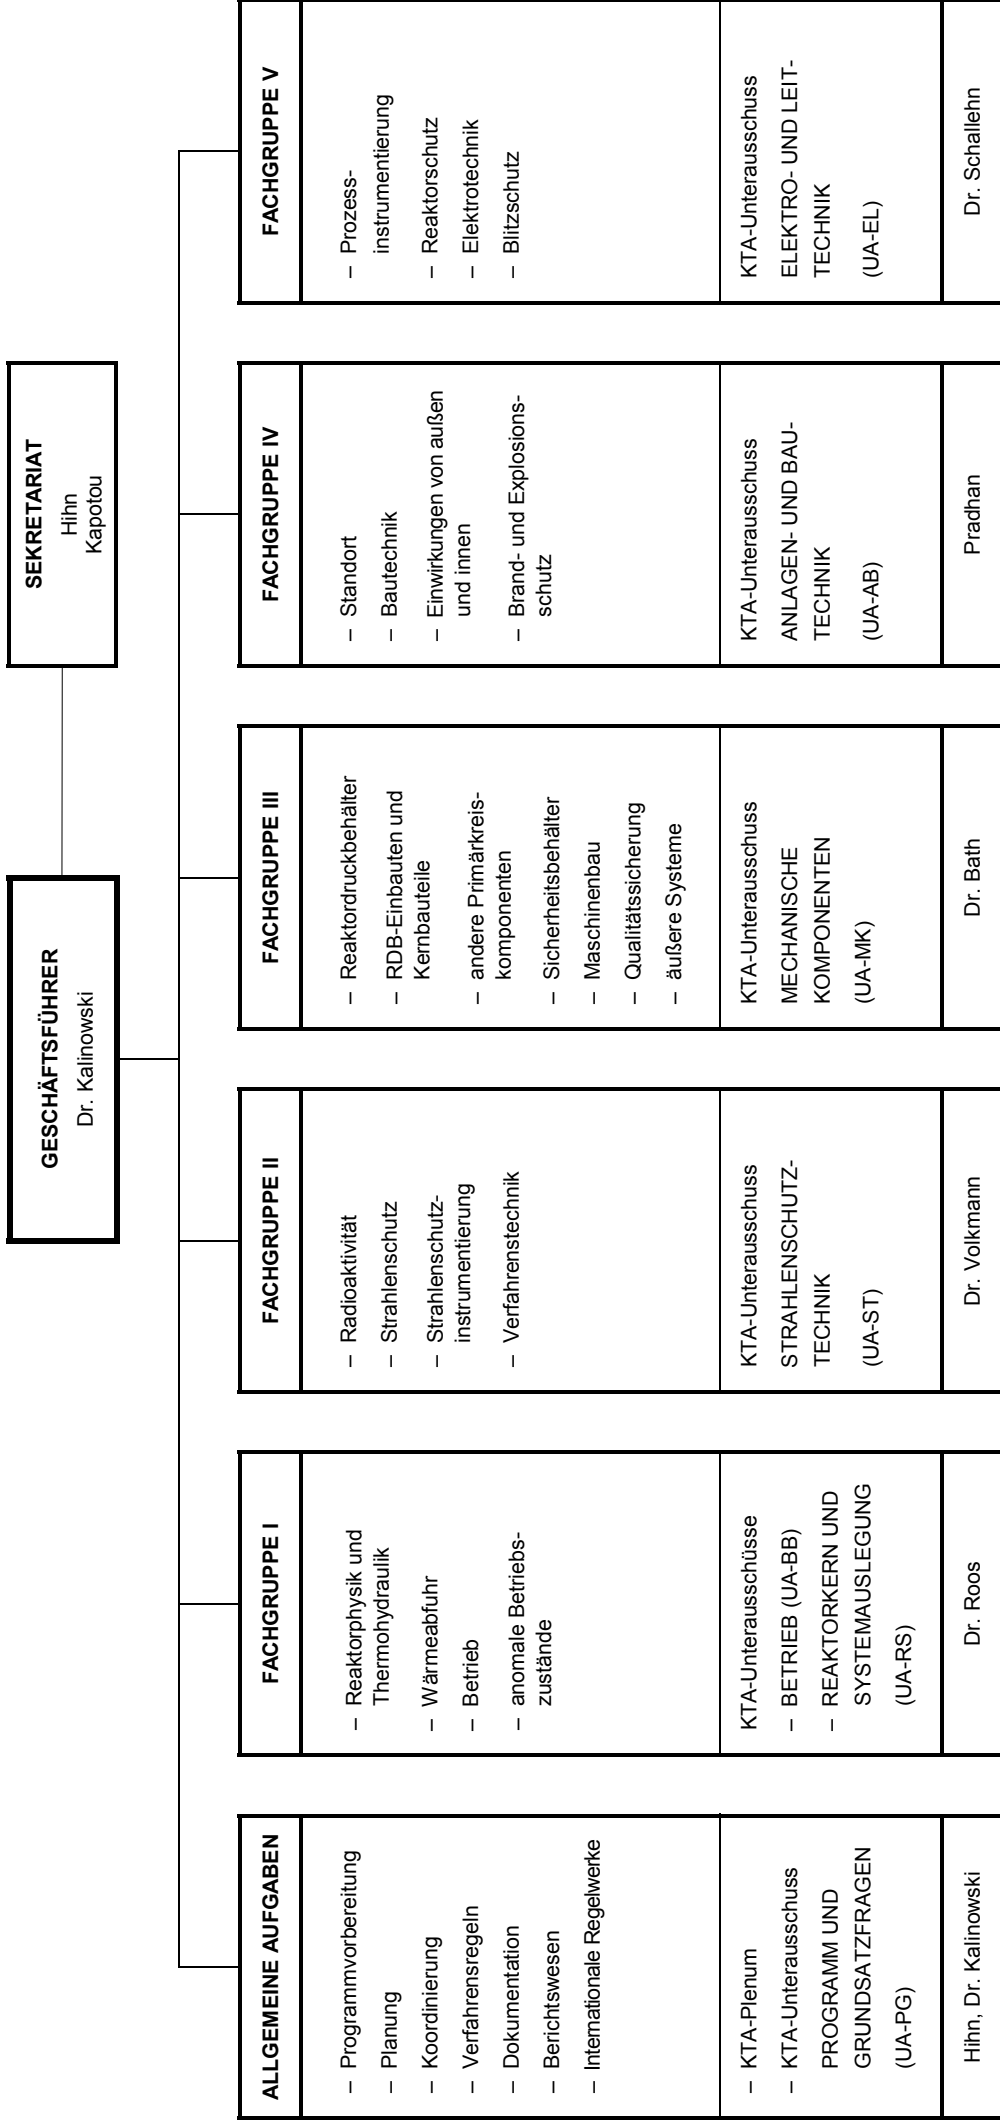 GESCHÄFTSFÜHRER
Dr. Kalinowski
SEKRETARIAT
Hihn
Kapotou
ALLGEMEINE AUFGABEN
– Programmvorbereitung
– Planung
– Koordinierung
– Verfahrensregeln
– Dokumentation
– Berichtswesen
– Internationale Regelwerke
– KTA-Plenum
– KTA-Unterausschuss
PROGRAMM UND
GRUNDSATZFRAGEN
(UA-PG)
Hihn, Dr. Kalinowski
FACHGRUPPE I
– Reaktorphysik und
Thermohydraulik
– Wärmeabfuhr
– Betrieb
– anomale Betriebs-
zustände
KTA-Unterausschüsse
– BETRIEB (UA-BB)
– REAKTORKERN UND
SYSTEMAUSLEGUNG
(UA-RS)
Dr. Roos
FACHGRUPPE II
– Radioaktivität
– Strahlenschutz
– Strahlenschutz-
instrumentierung
– Verfahrenstechnik
KTA-Unterausschuss
STRAHLENSCHUTZ-
TECHNIK
(UA-ST)
Dr. Volkmann
FACHGRUPPE III
– Reaktordruckbehälter
– RDB-Einbauten und
Kernbauteile
– andere Primärkreis-
komponenten
– Sicherheitsbehälter
– Maschinenbau
– Qualitätssicherung
– äußere Systeme
KTA-Unterausschuss
MECHANISCHE
KOMPONENTEN
(UA-MK)
Dr. Bath
FACHGRUPPE IV
– Standort
– Bautechnik
– Einwirkungen von außen
und innen
– Brand- und Explosions-
schutz
KTA-Unterausschuss
ANLAGEN- UND BAU-
TECHNIK
(UA-AB)
Pradhan
FACHGRUPPE V
– Prozess-
instrumentierung
– Reaktorschutz
– Elektrotechnik
– Blitzschutz
KTA-Unterausschuss
ELEKTRO- UND LEIT-
TECHNIK
(UA-EL)
Dr. Schallehn